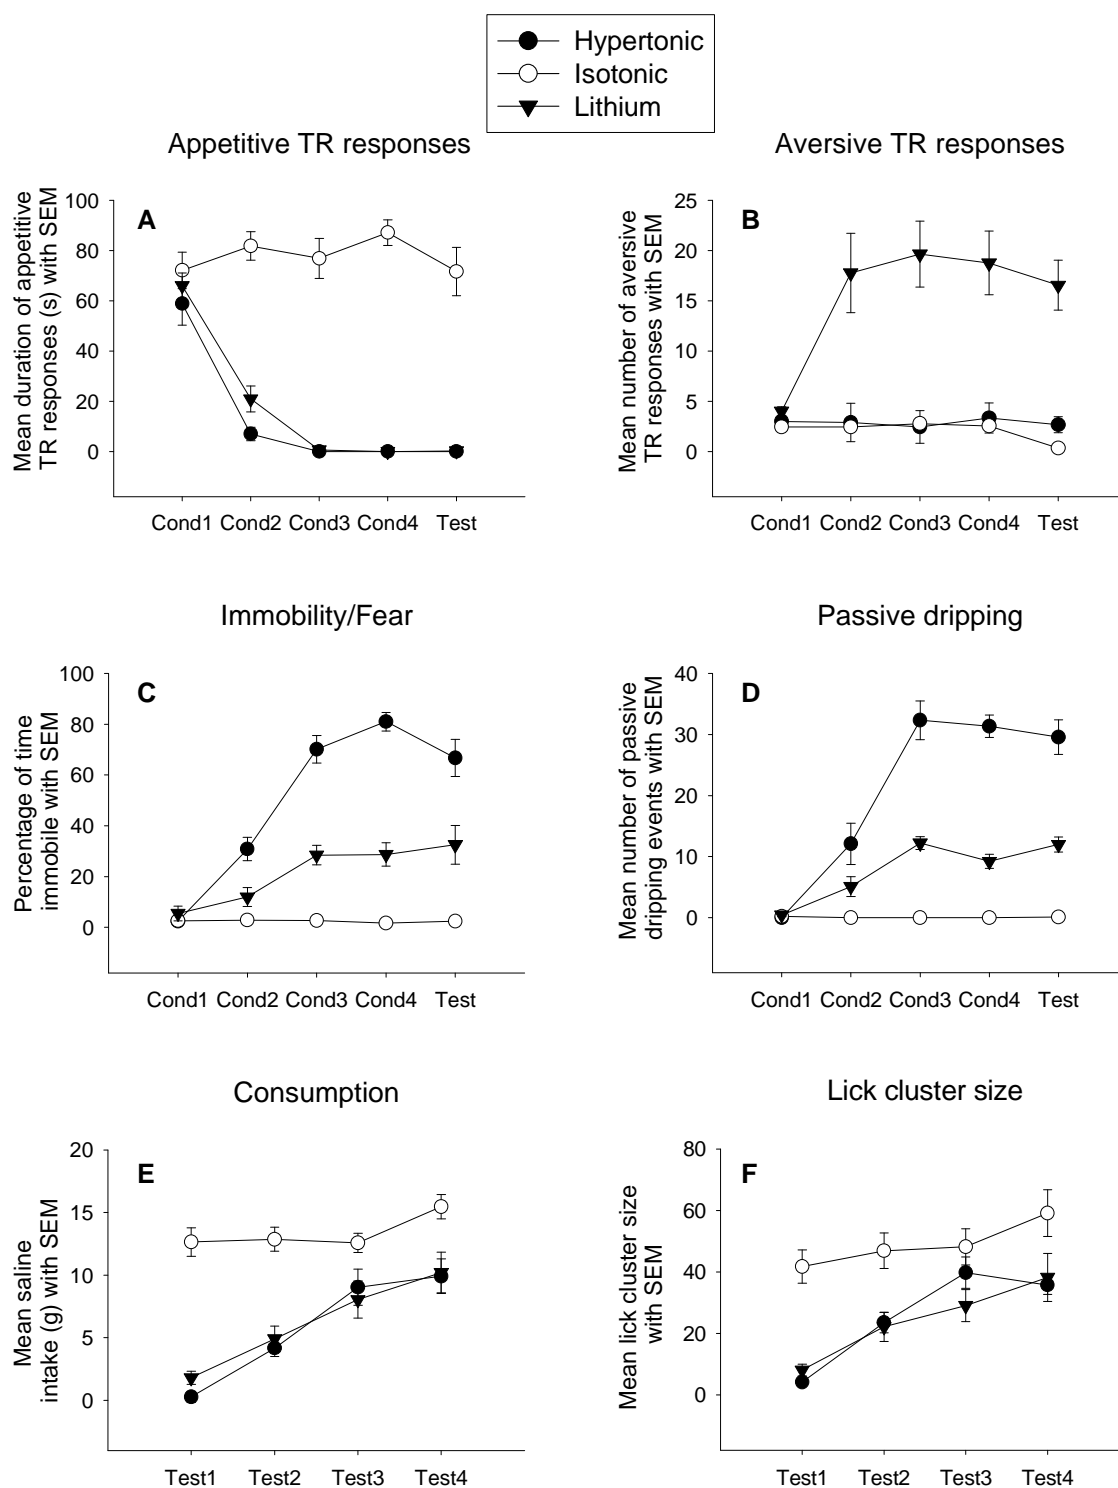 Hypertonic
Isotonic
Lithium
Appetitive TR responses
Mean duration of appetitive
TR responses (s) with SEM
100
80
60
40
20
0
A
Cond1 Cond2 Cond3 Cond4 Test
Aversive TR responses
Mean number of aversive
TR responses with SEM
25
20
15
10
5
0
B
Cond1 Cond2 Cond3 Cond4 Test
Immobility/Fear
Percentage of time
immobile with SEM
100
80
60
40
20
0
C
Cond1 Cond2 Cond3 Cond4 Test
Passive dripping
Mean number of passive
dripping events with SEM
40
30
20
10
0
D
Cond1 Cond2 Cond3 Cond4 Test
Consumption
Mean saline
intake (g) with SEM
20
15
10
5
0
E
Test1 Test2 Test3 Test4
Lick cluster size
Mean lick cluster size
with SEM
80
60
40
20
0
F
Test1 Test2 Test3 Test4